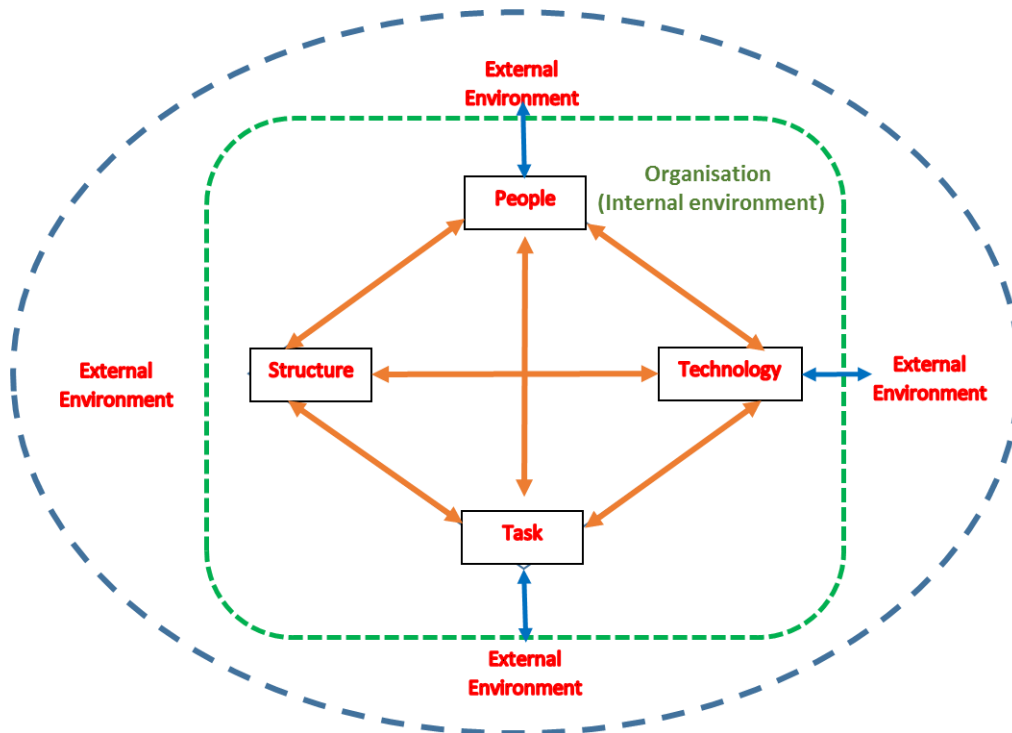 External
Environment
Organisation
(Internal environment)
People
Structure
Technology
External
Environment
External
Environment
Task
External
Environment